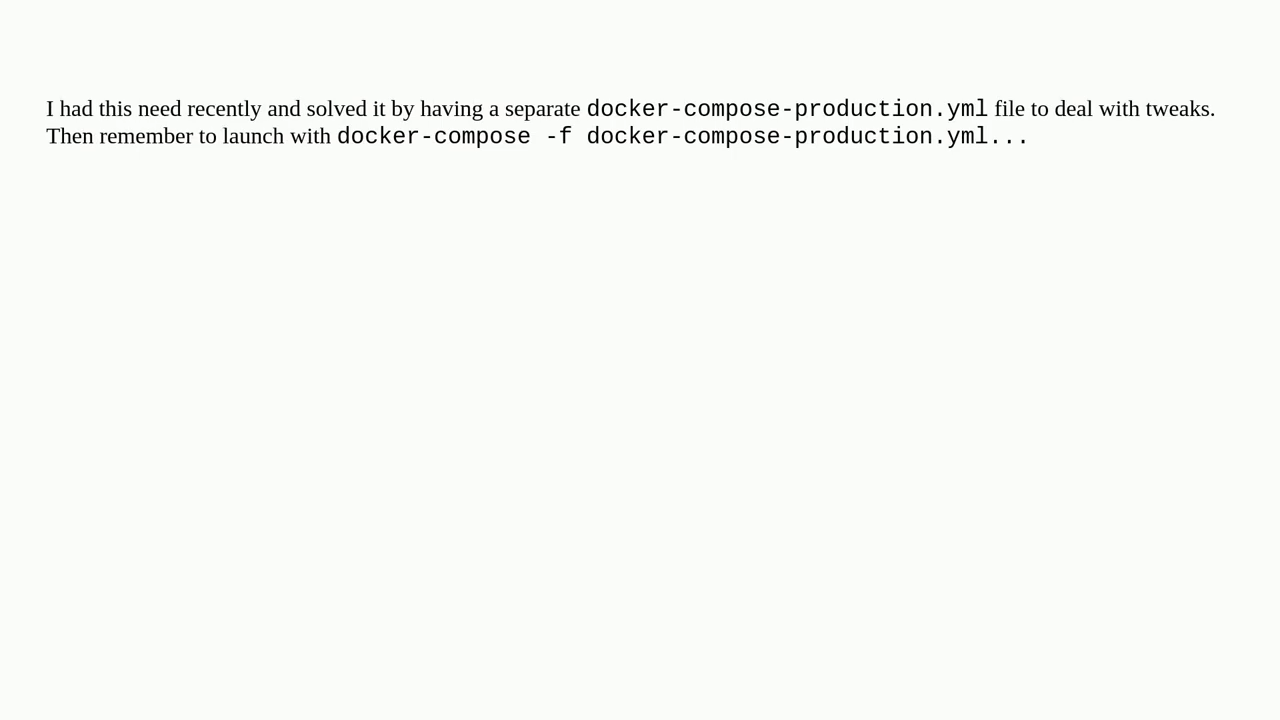 I had this need recently and solved it by having a separate docker-compose-production.yml file to deal with tweaks.
Then remember to launch with docker-compose -f docker-compose-production.yml...